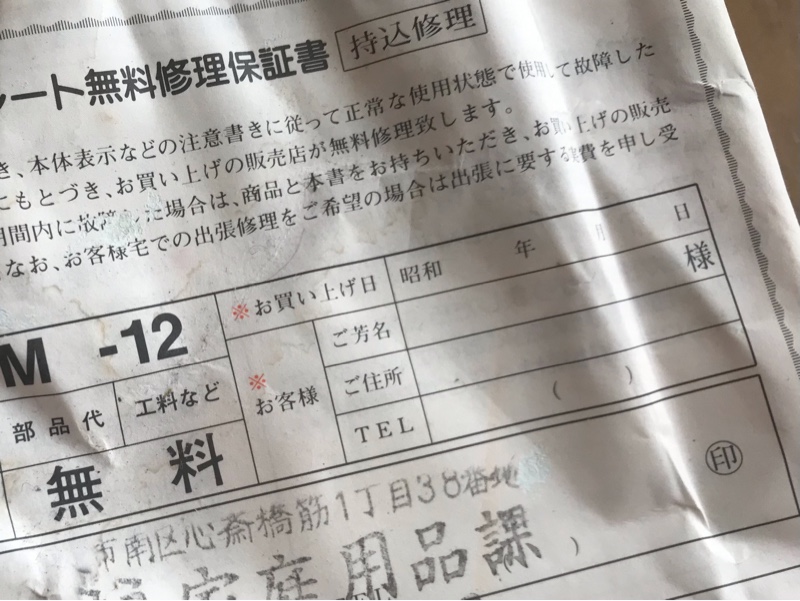 ート無料修理保証書 持込修理
き、本体表示などの注意書きに従って正常な使用状態で使用して故障した
にもとづき、お買い上げの販売店が無料修理致します。
月間内に故障した場合は、商品と本書をお持ちいただき、お買い上げの販売
なお、お客様宅での出張修理をご希望の場合は出張に要する実費を申し受
M -12
※お買い上げ日 昭和 年 月 日
※お客様
ご芳名 様
ご住所
TEL ( )
部品代 工料など
無料
市南区心斎橋筋1丁目38番地
家庭用品課
㊞
TEL ( )